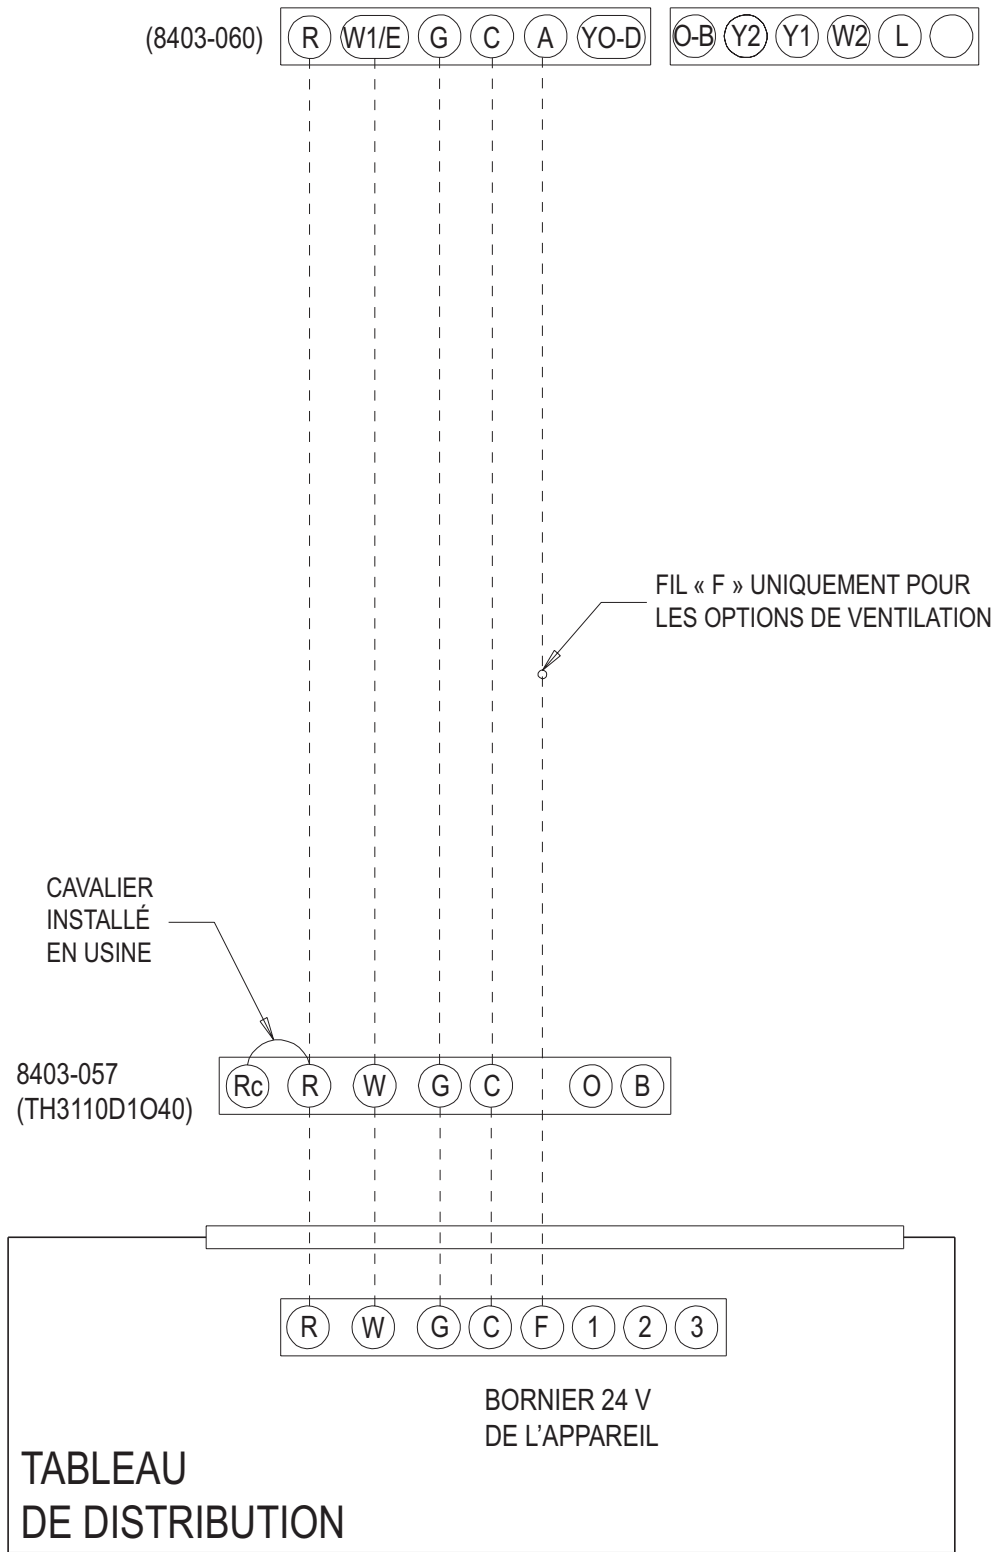 (8403-060) R W1/E G C A YO-D O-B Y2 Y1 W2 L
FIL « F » UNIQUEMENT POUR
LES OPTIONS DE VENTILATION
CAVALIER
INSTALLÉ
EN USINE
8403-057
(TH3110D1O40)
Rc R W G C O B
R W G C F 1 2 3
BORNIER 24 V
DE L'APPAREIL
TABLEAU
DE DISTRIBUTION